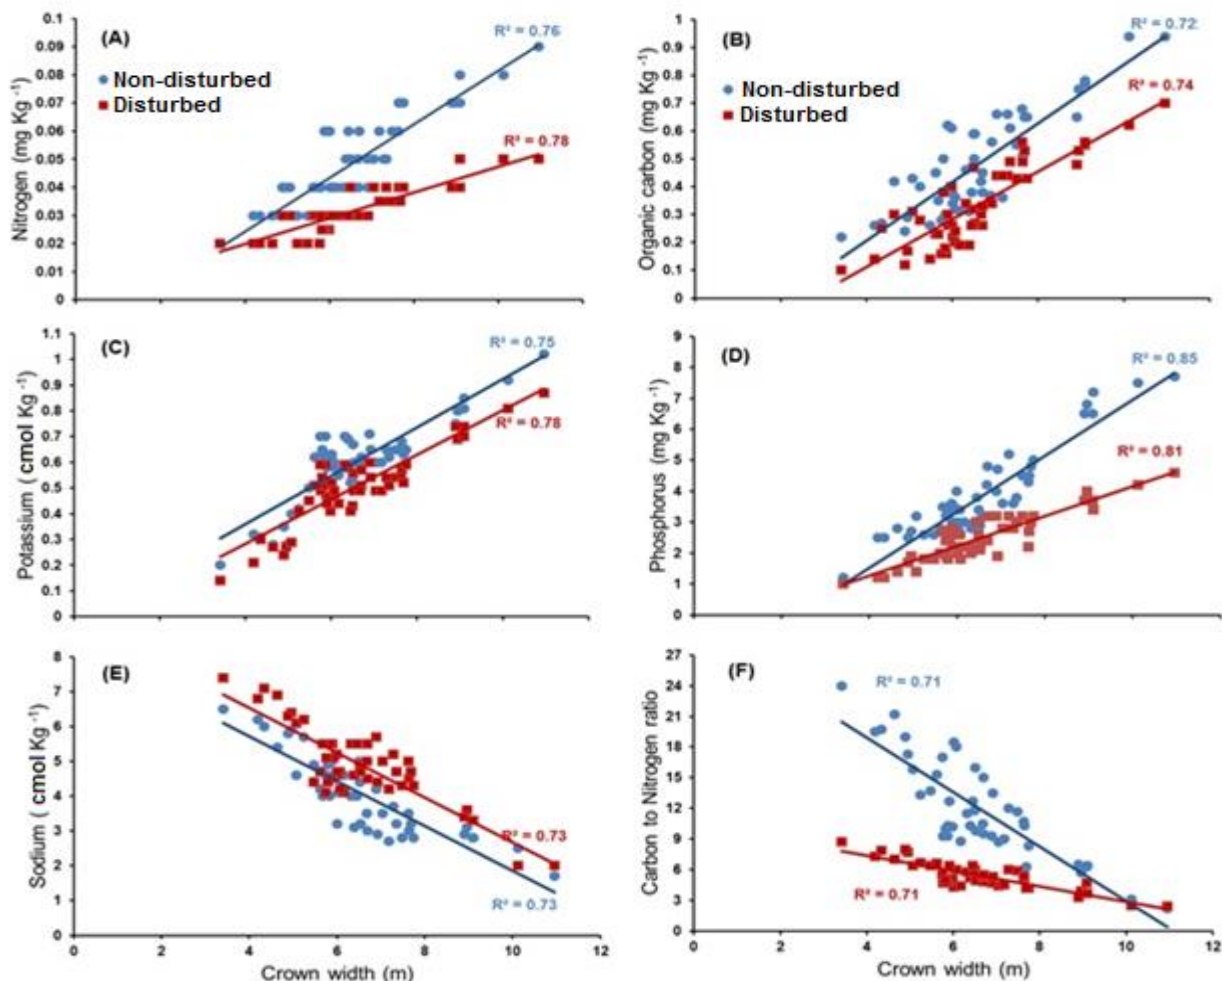 (A)
R² = 0.76
Non-disturbed
Disturbed
R² = 0.78
Nitrogen (mg Kg ⁻¹)
0.1
0.09
0.08
0.07
0.06
0.05
0.04
0.03
0.02
0.01
0
(B)
R² = 0.72
Non-disturbed
Disturbed
R² = 0.74
Organic carbon (mg Kg ⁻¹)
1
0.9
0.8
0.7
0.6
0.5
0.4
0.3
0.2
0.1
0
(C)
R² = 0.75
R² = 0.78
Potassium ( cmol Kg ⁻¹)
1.1
1
0.9
0.8
0.7
0.6
0.5
0.4
0.3
0.2
0.1
0
(D)
R² = 0.85
R² = 0.81
Phosphorus (mg Kg ⁻¹)
9
8
7
6
5
4
3
2
1
0
(E)
R² = 0.73
R² = 0.73
Sodium ( cmol Kg ⁻¹)
8
7
6
5
4
3
2
1
0
0 2 4 6 8 10 12
Crown width (m)
(F)
R² = 0.71
R² = 0.71
Carbon to Nitrogen ratio
27
24
21
18
15
12
9
6
3
0
0 2 4 6 8 10 12
Crown width (m)